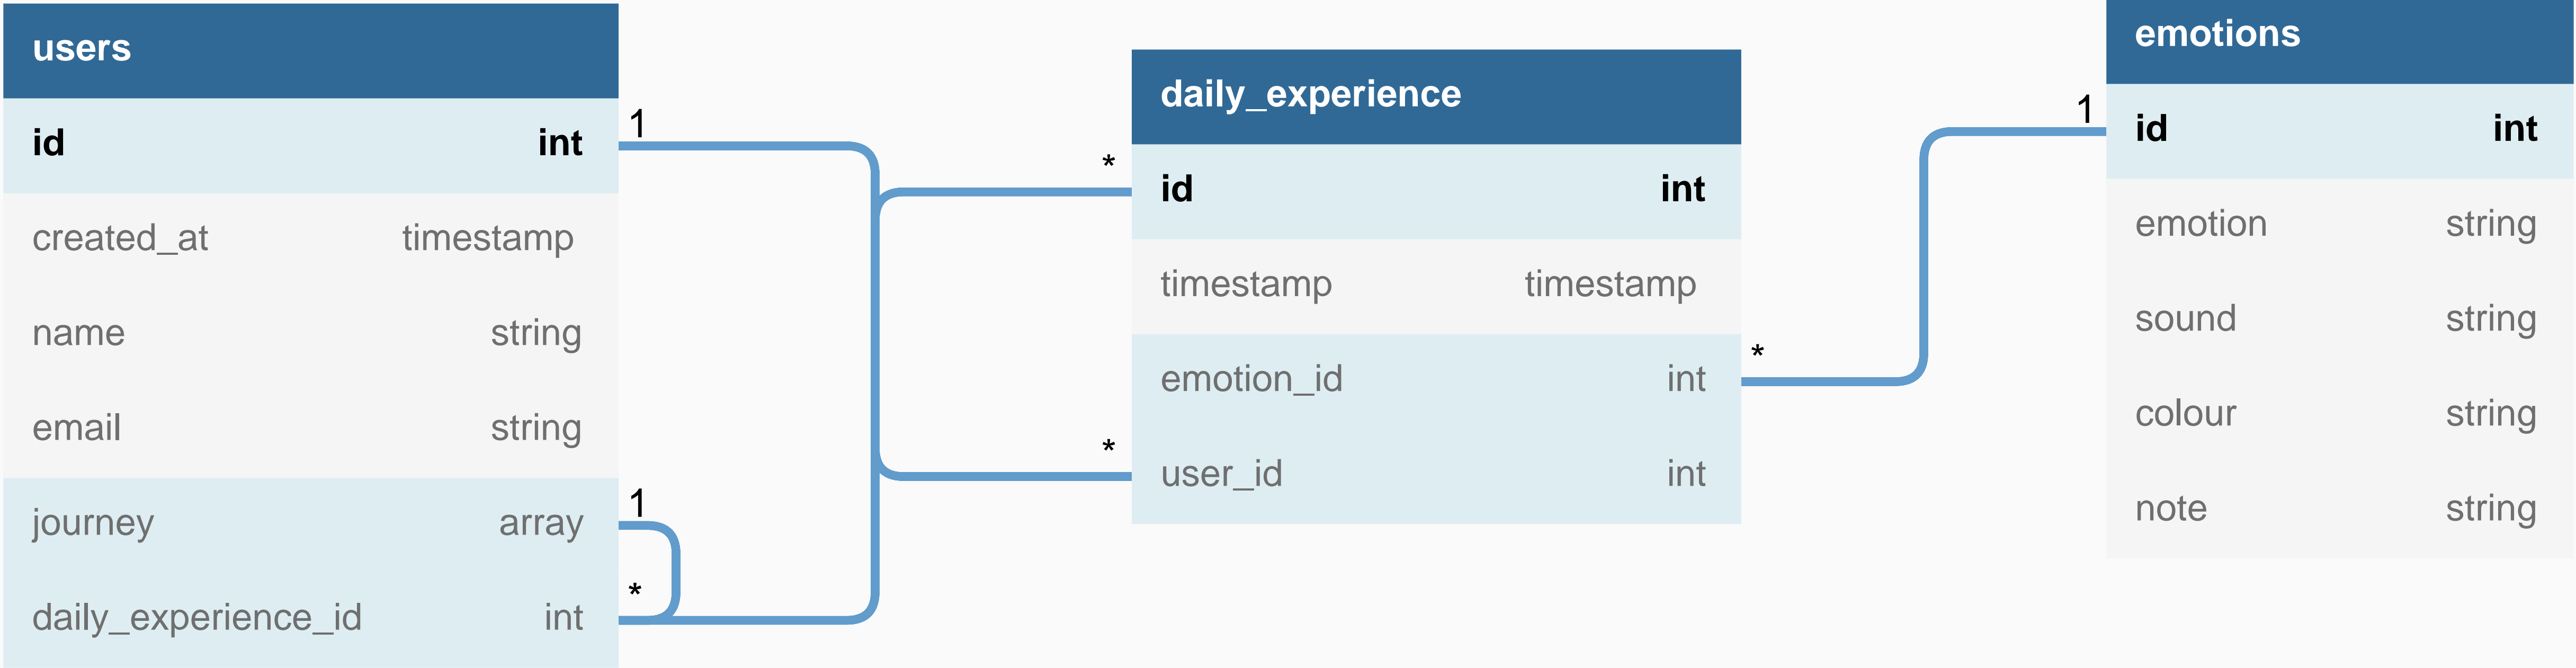 users
id int
created_at timestamp
name string
email string
journey array
daily_experience_id int
1
1
*
daily_experience
*
id int
timestamp timestamp
emotion_id int
*
*
user_id int
emotions
1
id int
emotion string
sound string
colour string
note string